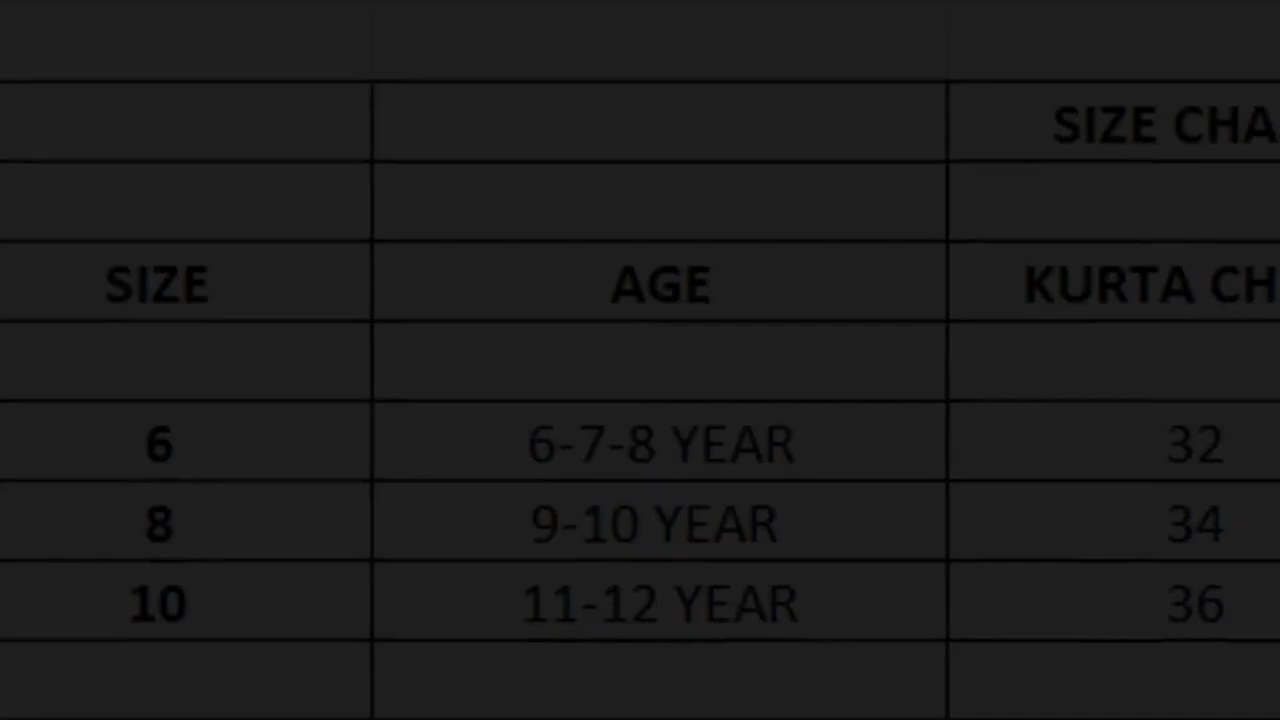 SIZE CHA
SIZE AGE KURTA CH
6 6-7-8 YEAR 32
8 9-10 YEAR 34
10 11-12 YEAR 36